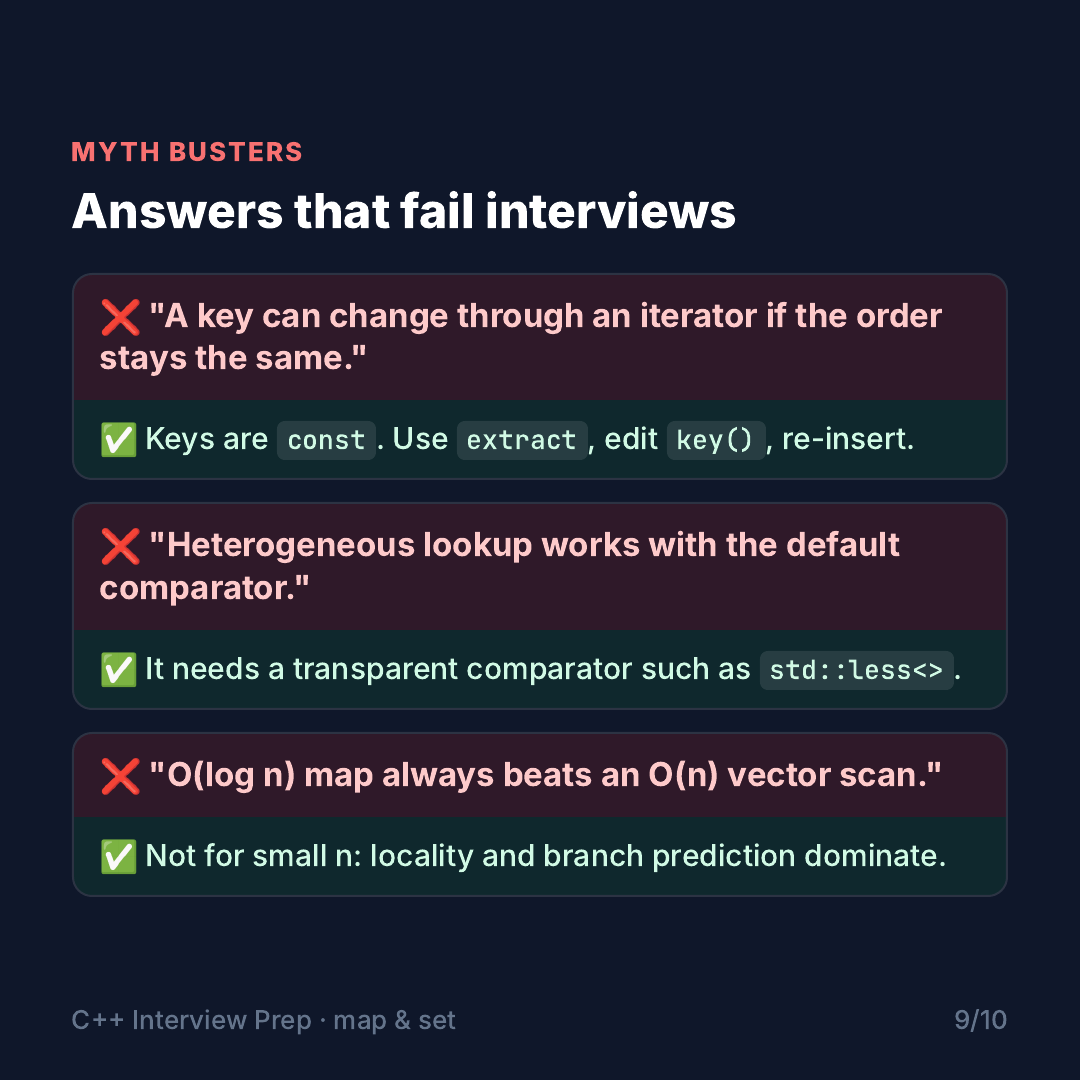 MYTH BUSTERS
Answers that fail interviews
❌ "A key can change through an iterator if the order
stays the same."
✅ Keys are const. Use extract, edit key(), re-insert.
❌ "Heterogeneous lookup works with the default
comparator."
✅ It needs a transparent comparator such as std::less<>.
❌ "O(log n) map always beats an O(n) vector scan."
✅ Not for small n: locality and branch prediction dominate.
C++ Interview Prep · map & set
9/10